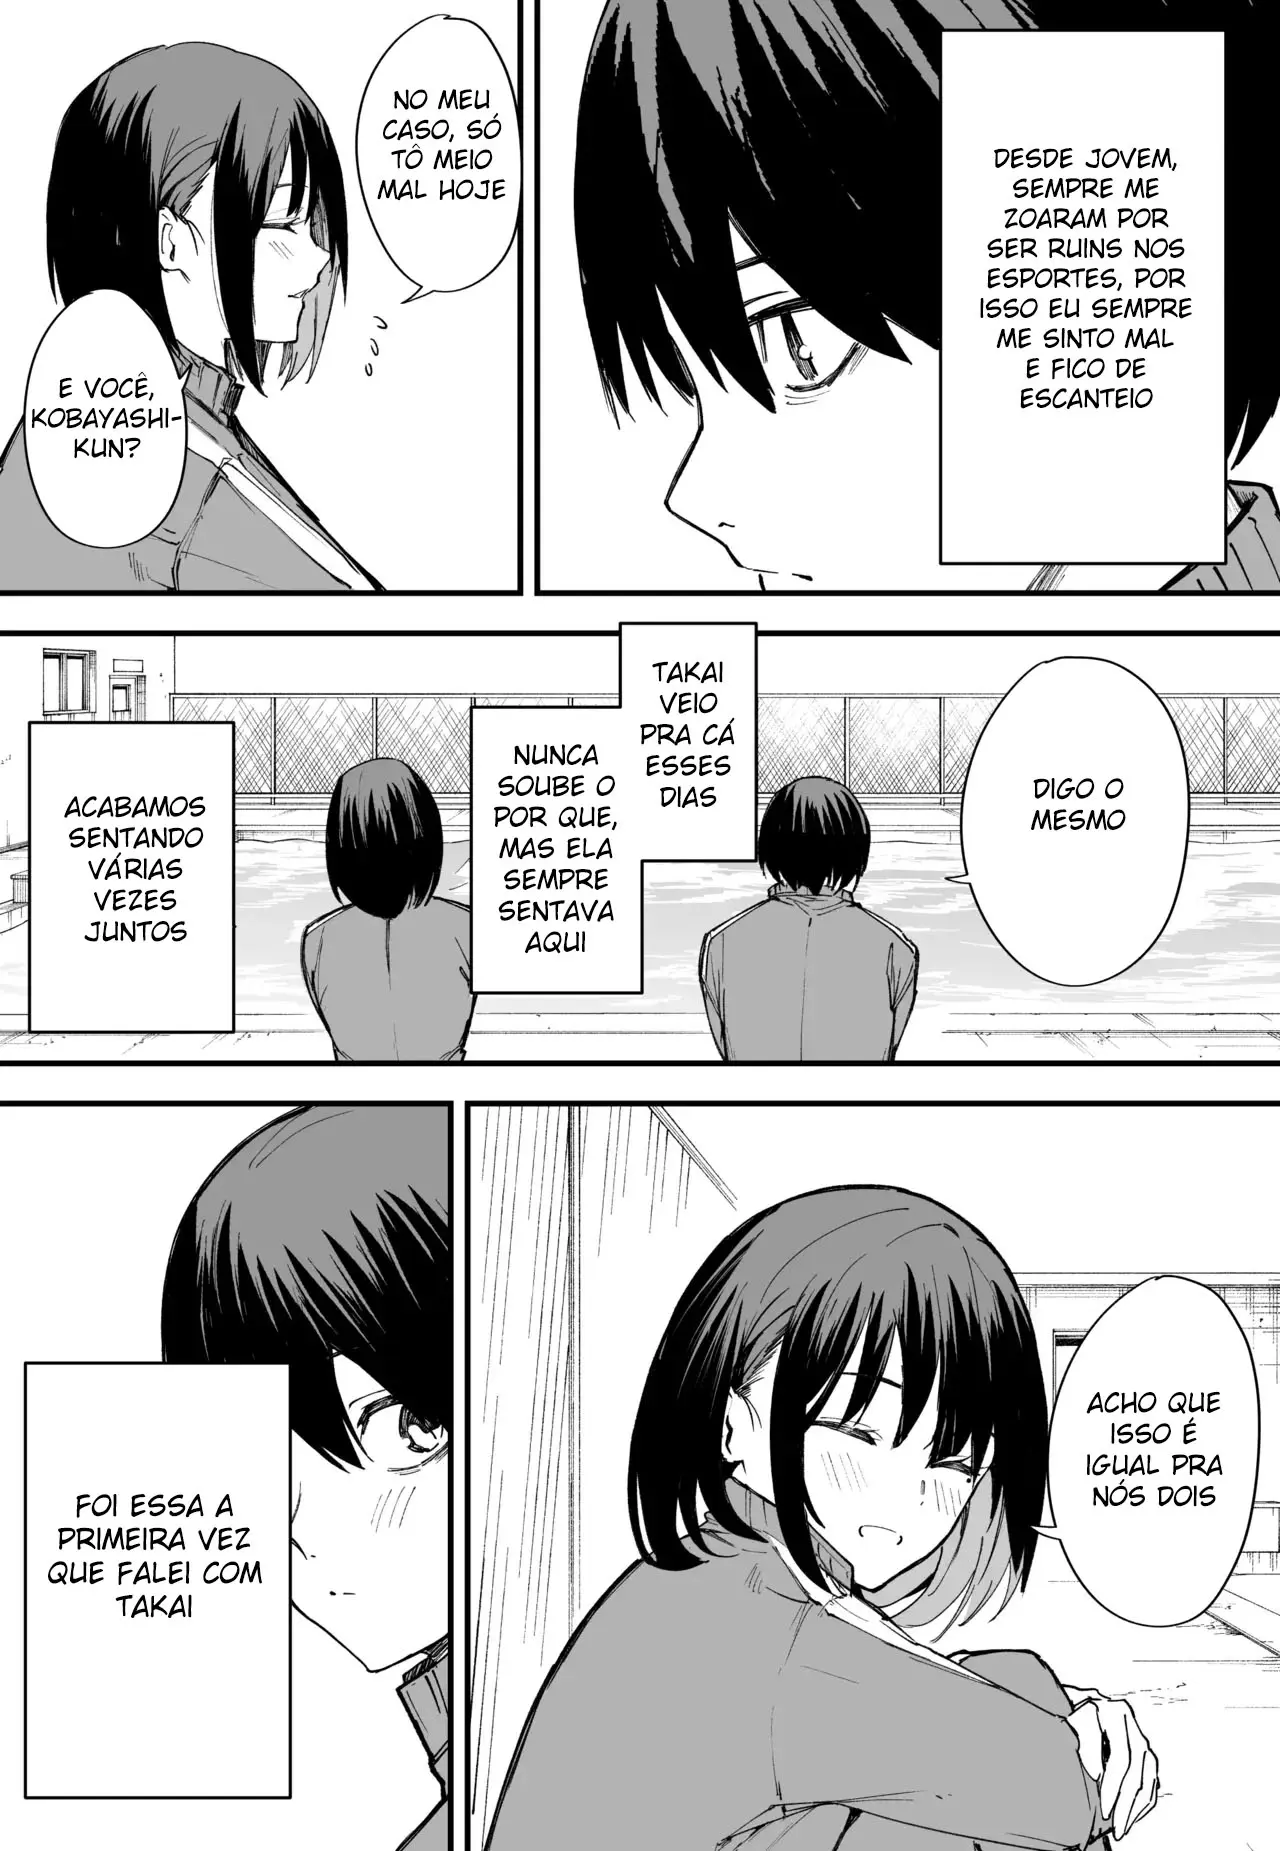 DESDE JOVEM,
SEMPRE ME
ZOARAM POR
SER RUINS NOS
ESPORTES, POR
ISSO EU SEMPRE
ME SINTO MAL
E FICO DE
ESCANTEIO
NO MEU
CASO, SÓ
TÔ MEIO
MAL HOJE
E VOCÊ,
KOBAYASHI-
KUN?
DIGO O
MESMO
TAKAI
VEIO
PRA CÁ
ESSES
DIAS
NUNCA
SOUBE O
POR QUE,
MAS ELA
SEMPRE
SENTAVA
AQUI
ACABAMOS
SENTANDO
VÁRIAS
VEZES
JUNTOS
ACHO QUE
ISSO É
IGUAL PRA
NÓS DOIS
FOI ESSA A
PRIMEIRA VEZ
QUE FALEI COM
TAKAI